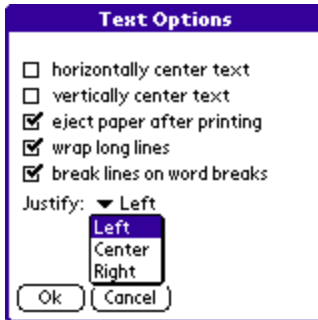 Text Options
horizontally center text
vertically center text
eject paper after printing
wrap long lines
break lines on word breaks
Justify: Left
Left
Center
Right
Ok Cancel